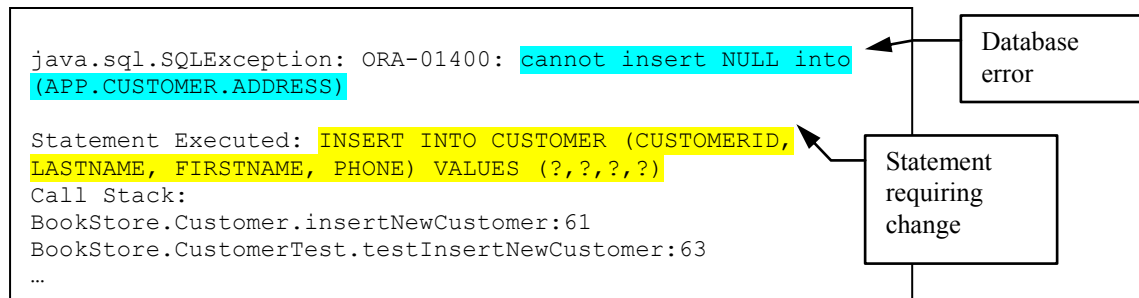 java.sql.SQLException: ORA-01400: cannot insert NULL into
(APP.CUSTOMER.ADDRESS)
Database
error
Statement Executed: INSERT INTO CUSTOMER (CUSTOMERID,
LASTNAME, FIRSTNAME, PHONE) VALUES (?,?,?,?)
Call Stack:
BookStore.Customer.insertNewCustomer:61
BookStore.CustomerTest.testInsertNewCustomer:63
…
Statement
requiring
change